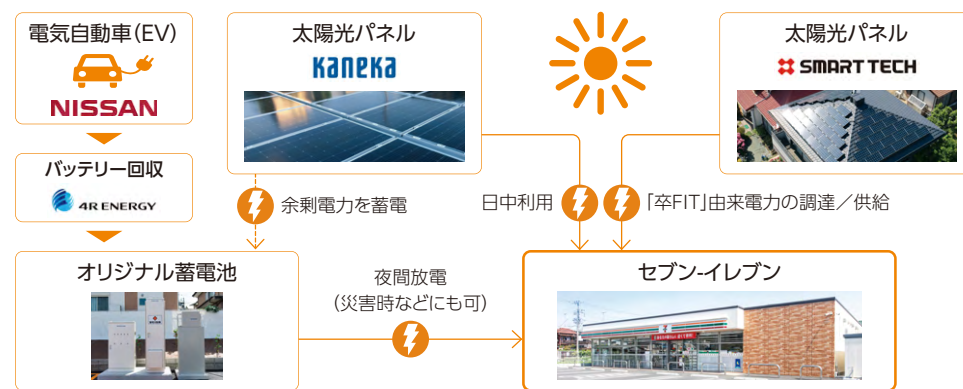 電気自動車(EV)
NISSAN
バッテリー回収
4R ENERGY
太陽光パネル
Kaneka
太陽光パネル
SMART TECH
余剰電力を蓄電
日中利用
「卒FIT」由来電力の調達／供給
オリジナル蓄電池
夜間放電
(災害時などにも可)
セブン-イレブン